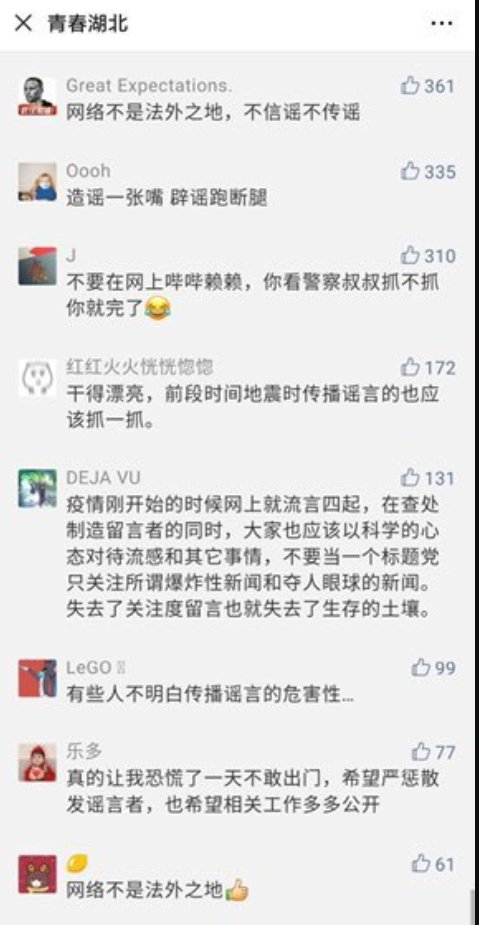 青春湖北
Great Expectations.
361
网络不是法外之地，不信谣不传谣
Oooh
335
造谣一张嘴 辟谣跑断腿
J
310
不要在网上哔哔赖赖，你看警察叔叔抓不抓
你就完了😂
红红火火恍恍惚惚
172
干得漂亮，前段时间地震时传播谣言的也应
该抓一抓。
DEJA VU
131
疫情刚开始的时候网上就流言四起，在查处
制造留言者的同时，大家也应该以科学的心
态对待流感和其它事情，不要当一个标题党
只关注所谓爆炸性新闻和夺人眼球的新闻。
失去了关注度留言也就失去了生存的土壤。
LeGO
99
有些人不明白传播谣言的危害性...
乐多
77
真的让我恐慌了一天不敢出门，希望严惩散
发谣言者，也希望相关工作多多公开
🍋
61
网络不是法外之地👍